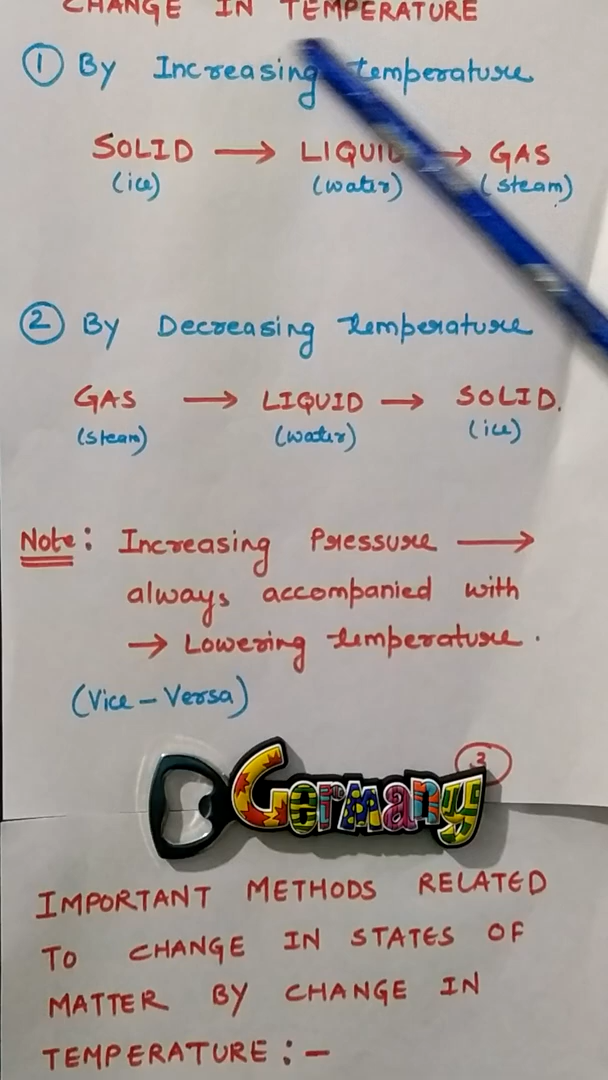 CHANGE IN TEMPERATURE
① By Increasing temperature
SOLID → LIQUID → GAS
(ice) (water) (steam)
② By Decreasing temperature
GAS → LIQUID → SOLID.
(steam) (water) (ice)
Note: Increasing Pressure →
always accompanied with
→ Lowering temperature.
(Vice-Versa)
3
Germany
IMPORTANT METHODS RELATED
TO CHANGE IN STATES OF
MATTER BY CHANGE IN
TEMPERATURE :-